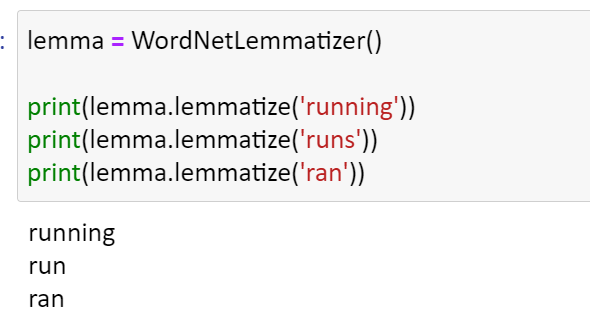 :
lemma = WordNetLemmatizer()
print(lemma.lemmatize('running'))
print(lemma.lemmatize('runs'))
print(lemma.lemmatize('ran'))
running
run
ran